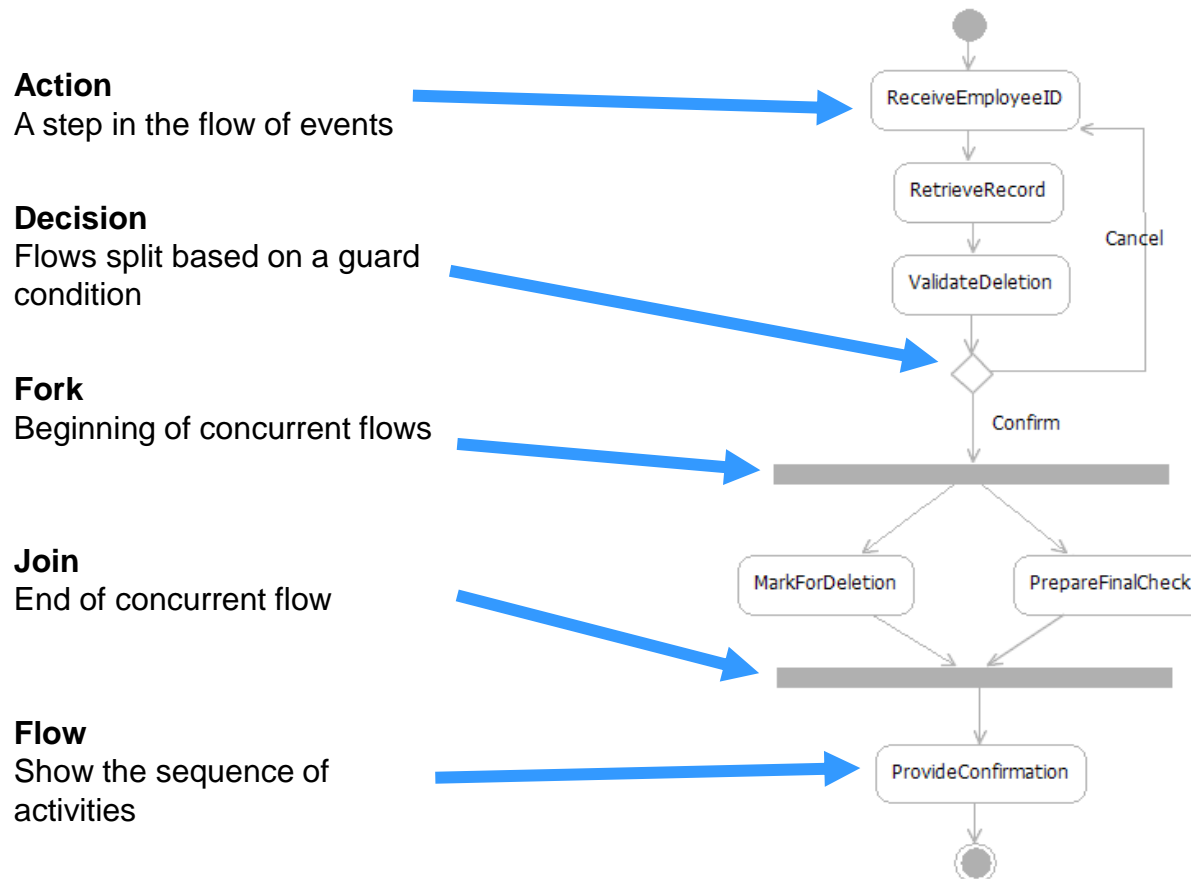 Action
A step in the flow of events
Decision
Flows split based on a guard
condition
Fork
Beginning of concurrent flows
Join
End of concurrent flow
Flow
Show the sequence of
activities
ReceiveEmployeeID
RetrieveRecord
Cancel
ValidateDeletion
Confirm
MarkForDeletion
PrepareFinalCheck
ProvideConfirmation